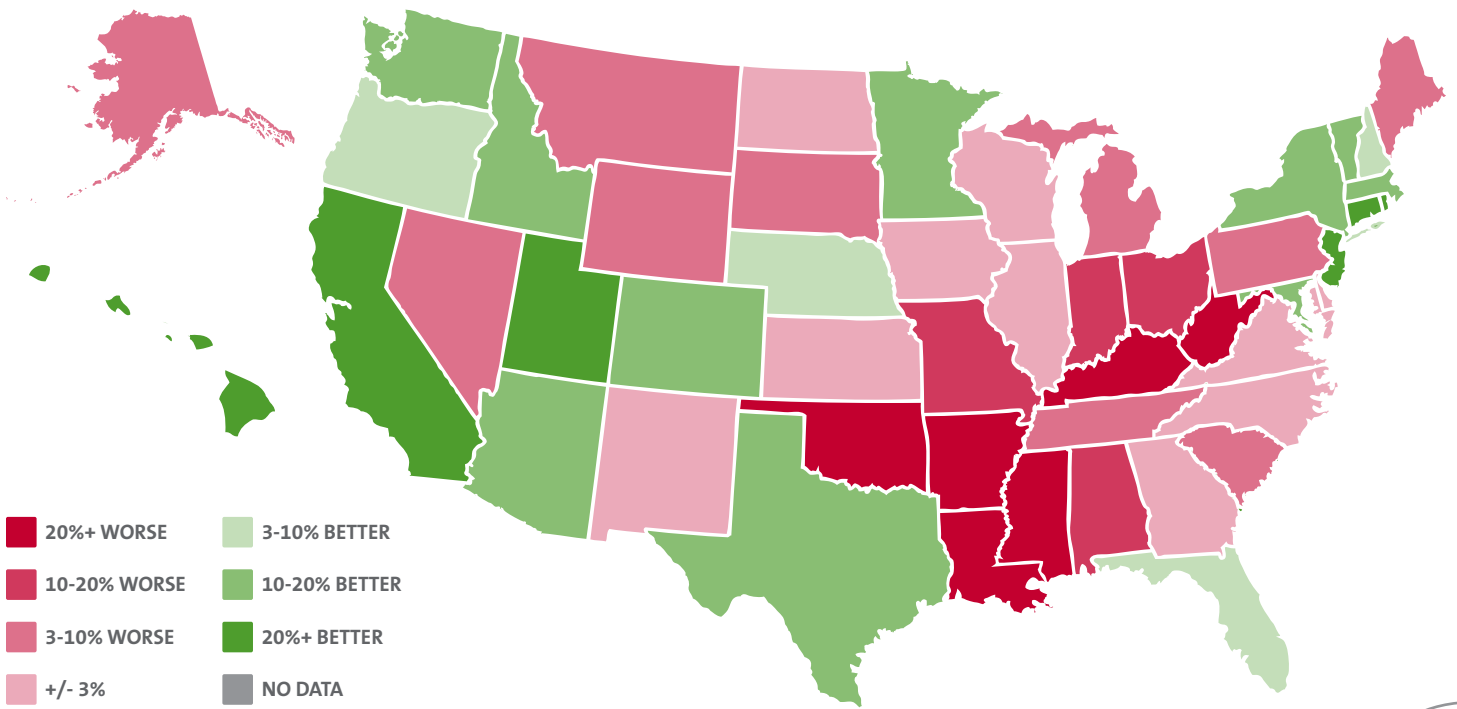 20%+ WORSE
10-20% WORSE
3-10% WORSE
+/- 3%
3-10% BETTER
10-20% BETTER
20%+ BETTER
NO DATA